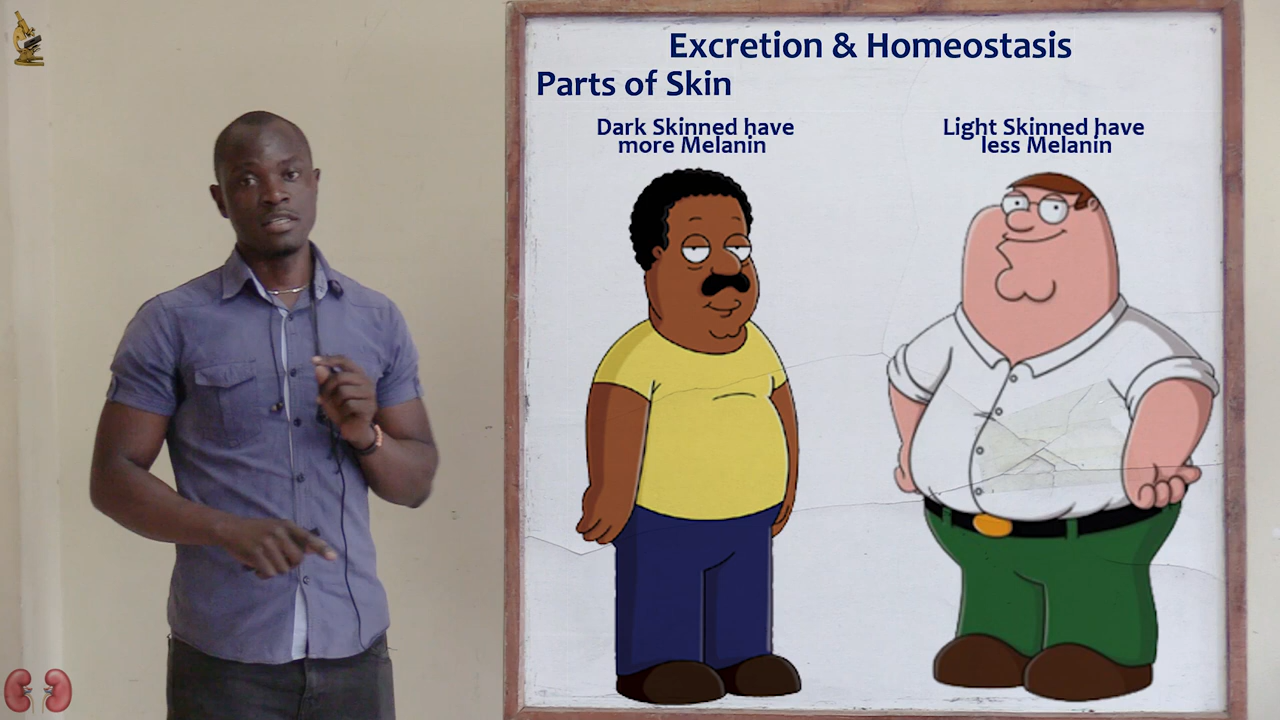 Excretion & Homeostasis
Parts of Skin
Dark Skinned have
more Melanin
Light Skinned have
less Melanin